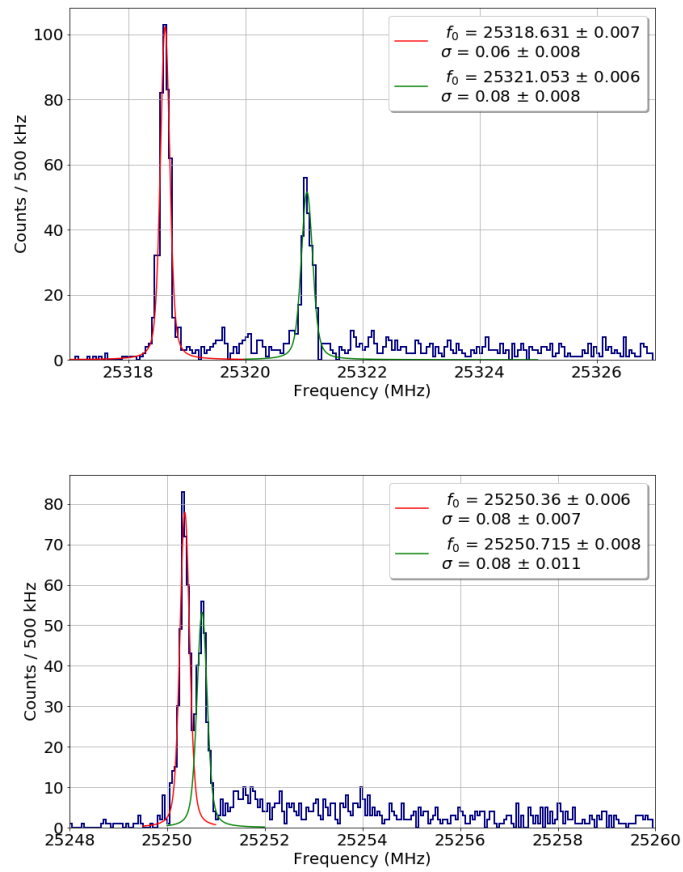 100
80
60
40
20
0
Counts / 500 kHz
f₀ = 25318.631 ± 0.007
σ = 0.06 ± 0.008
f₀ = 25321.053 ± 0.006
σ = 0.08 ± 0.008
25318 25320 25322 25324 25326
Frequency (MHz)
80
70
60
50
40
30
20
10
0
Counts / 500 kHz
f₀ = 25250.36 ± 0.006
σ = 0.08 ± 0.007
f₀ = 25250.715 ± 0.008
σ = 0.08 ± 0.011
25248 25250 25252 25254 25256 25258 25260
Frequency (MHz)